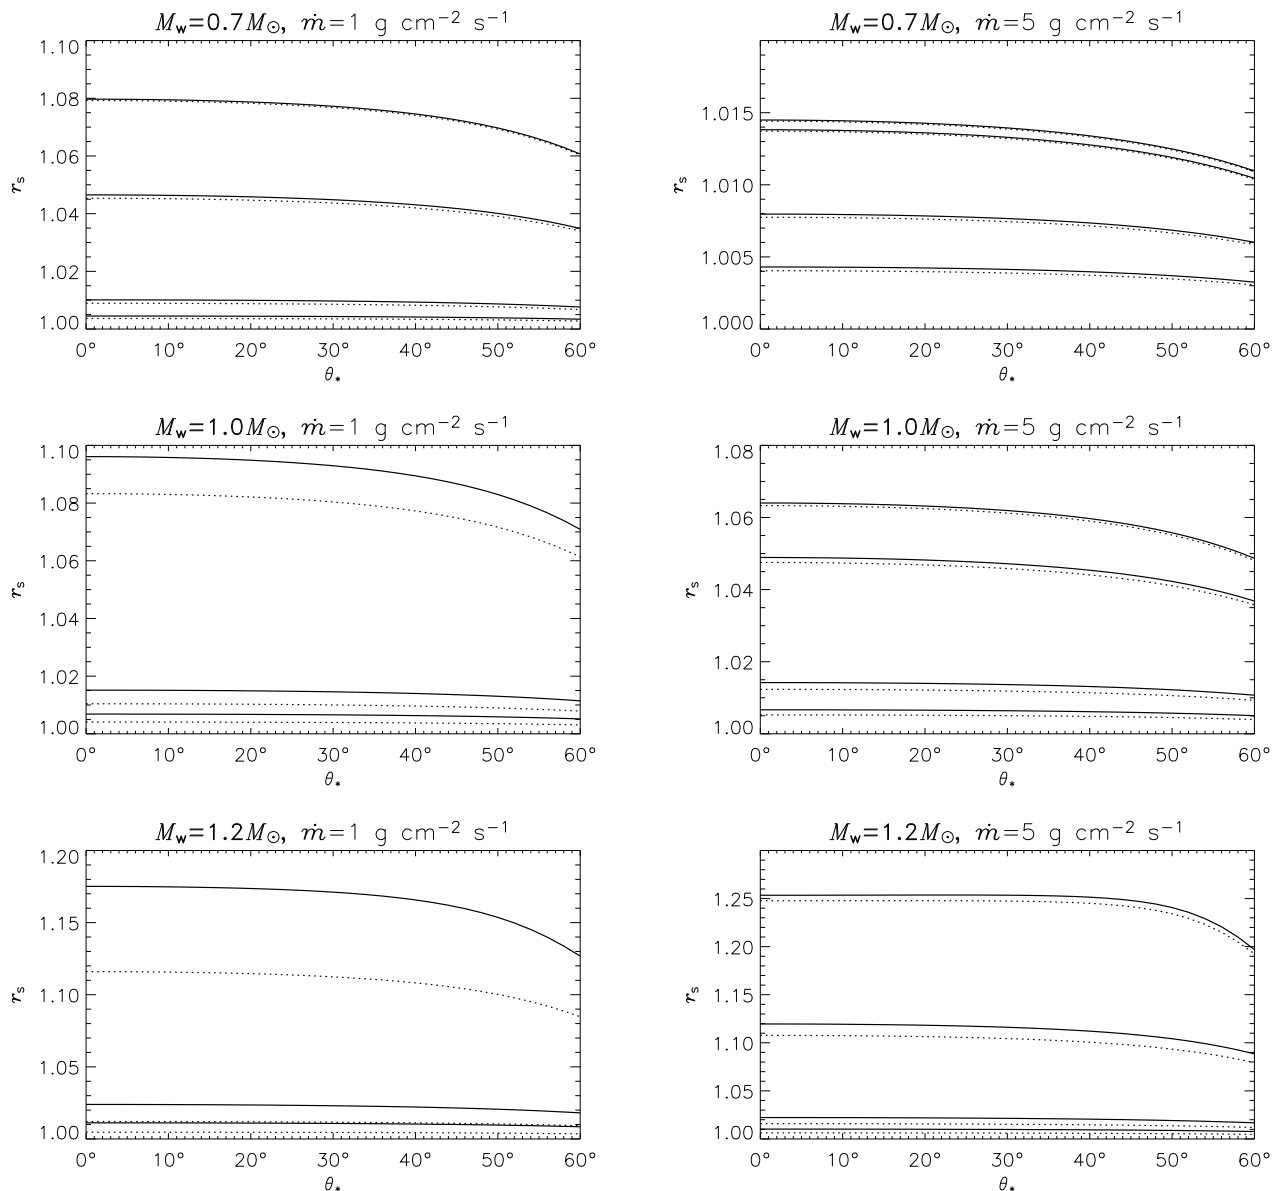 M_w=0.7M_⊙, ṁ=1 g cm⁻² s⁻¹
1.10
1.08
1.06
1.04
1.02
1.00
r_s
0° 10° 20° 30° 40° 50° 60°
θ_*
M_w=0.7M_⊙, ṁ=5 g cm⁻² s⁻¹
1.015
1.010
1.005
1.000
r_s
0° 10° 20° 30° 40° 50° 60°
θ_*
M_w=1.0M_⊙, ṁ=1 g cm⁻² s⁻¹
1.10
1.08
1.06
1.04
1.02
1.00
r_s
0° 10° 20° 30° 40° 50° 60°
θ_*
M_w=1.0M_⊙, ṁ=5 g cm⁻² s⁻¹
1.08
1.06
1.04
1.02
1.00
r_s
0° 10° 20° 30° 40° 50° 60°
θ_*
M_w=1.2M_⊙, ṁ=1 g cm⁻² s⁻¹
1.20
1.15
1.10
1.05
1.00
r_s
0° 10° 20° 30° 40° 50° 60°
θ_*
M_w=1.2M_⊙, ṁ=5 g cm⁻² s⁻¹
1.25
1.20
1.15
1.10
1.05
1.00
r_s
0° 10° 20° 30° 40° 50° 60°
θ_*